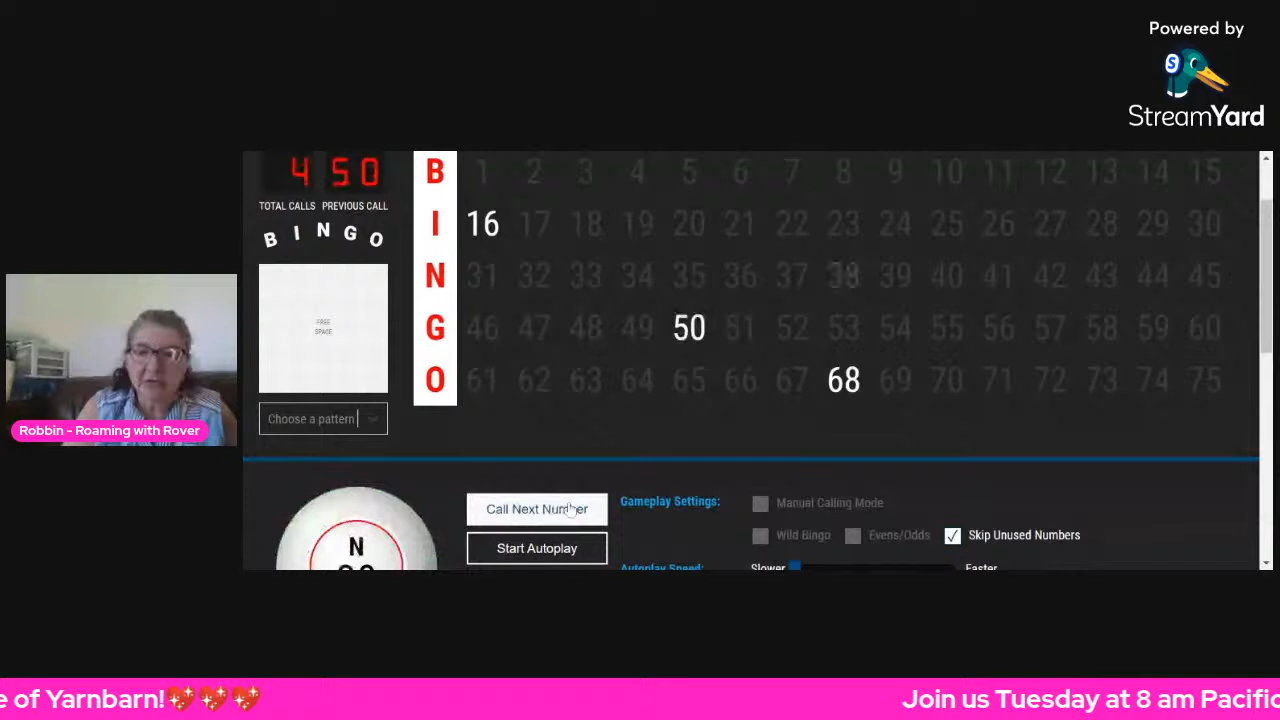 Powered by
StreamYard
4 50
TOTAL CALLS PREVIOUS CALL
B I N G O
FREE
SPACE
Choose a pattern
B 1 2 3 4 5 6 7 8 9 10 11 12 13 14 15
I 16 17 18 19 20 21 22 23 24 25 26 27 28 29 30
N 31 32 33 34 35 36 37 38 39 40 41 42 43 44 45
G 46 47 48 49 50 51 52 53 54 55 56 57 58 59 60
O 61 62 63 64 65 66 67 68 69 70 71 72 73 74 75
Robbin - Roaming with Rover
N
Call Next Number
Start Autoplay
Gameplay Settings:
Manual Calling Mode
Wild Bingo Evens/Odds Skip Unused Numbers
Autoplay Speed:
Slower Faster
e of Yarnbarn!💖💖💖 Join us Tuesday at 8 am Pacific